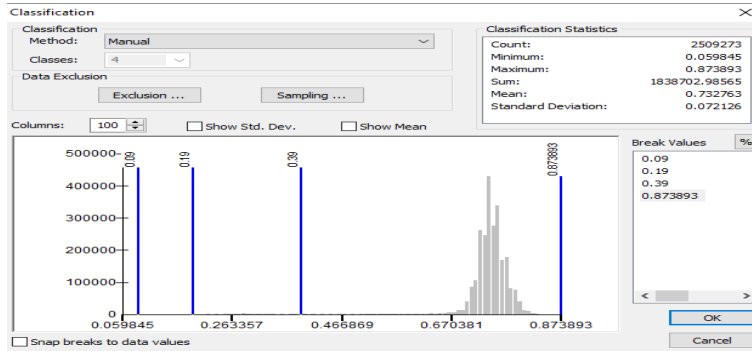 Classification
Classification
Method: Manual
Classes: 4
Data Exclusion
Exclusion ... Sampling ...
Classification Statistics
Count: 2509273
Minimum: 0.059845
Maximum: 0.873893
Sum: 1838702.98565
Mean: 0.732763
Standard Deviation: 0.072126
Columns: 100 Show Std. Dev. Show Mean
Break Values %
0.09
0.19
0.39
0.873893
500000
400000
300000
200000
100000
0
0.09
0.19
0.39
0.873893
0.059845 0.263357 0.466869 0.670381 0.873893
Snap breaks to data values
OK
Cancel